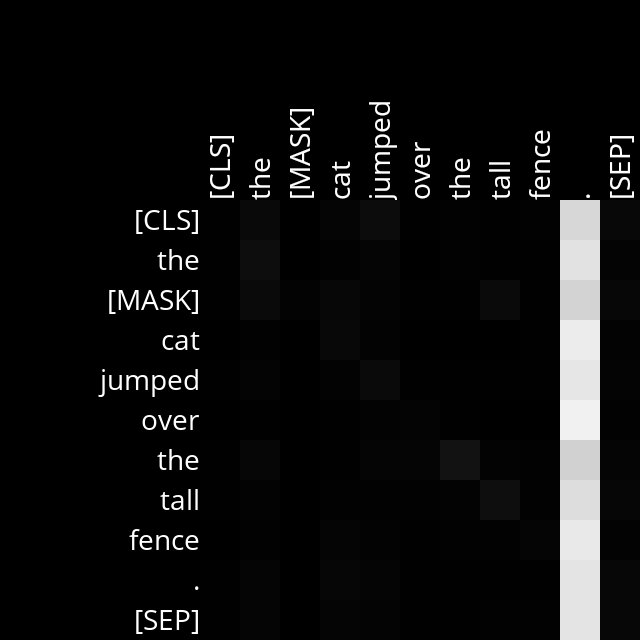 [CLS] the [MASK] cat jumped over the tall fence . [SEP]
[CLS]
the
[MASK]
cat
jumped
over
the
tall
fence
.
[SEP]